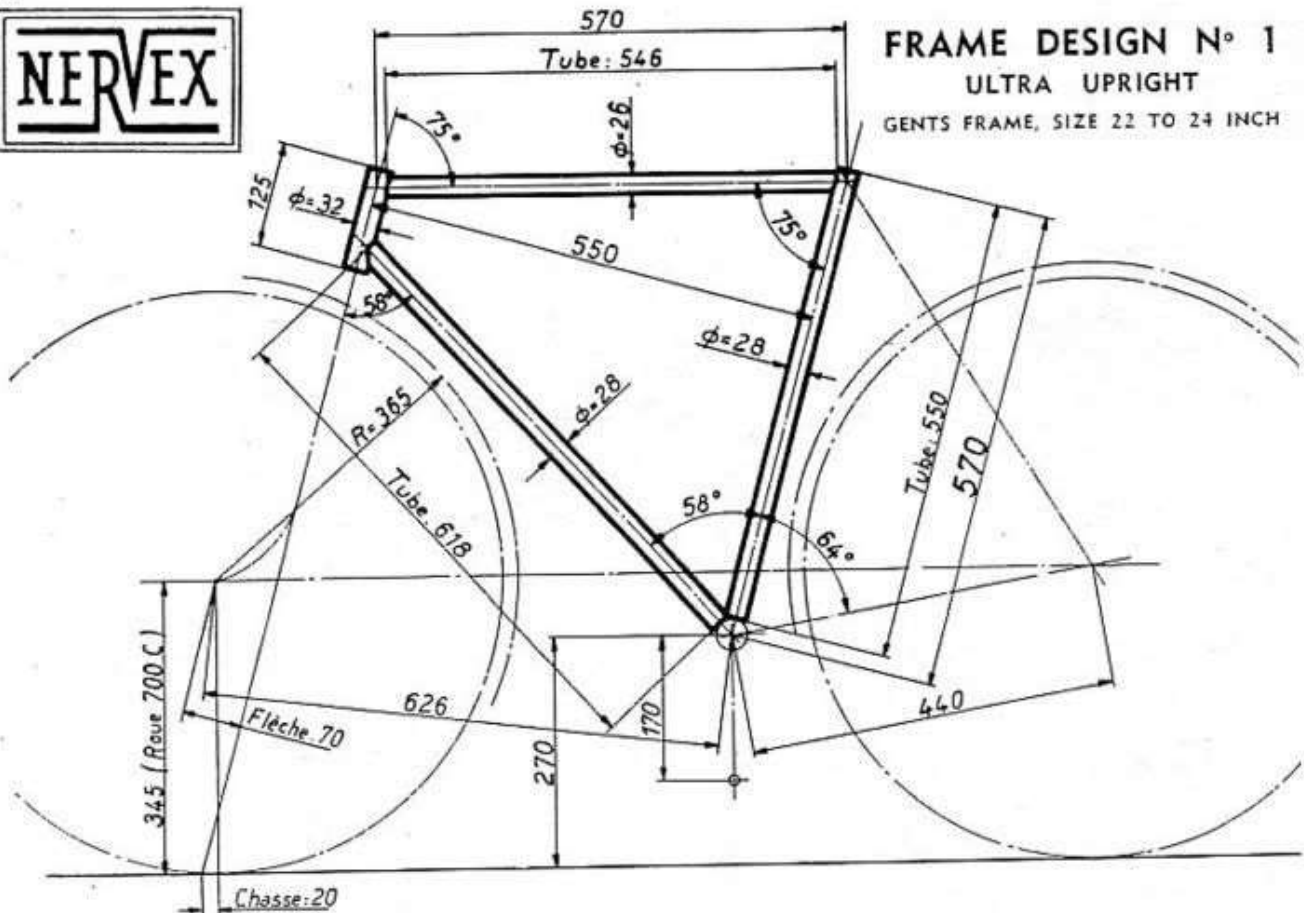 NERVEX
FRAME DESIGN Nº 1
ULTRA UPRIGHT
GENTS FRAME, SIZE 22 TO 24 INCH
570
Tube: 546
75°
ϕ=26
125
ϕ=32
75°
550
58°
ϕ=28
R=365
ϕ=28
Tube: 550
570
Tube: 618
58°
64°
345 (Roue 700 C)
626
Flèche 70
170
440
270
Chasse: 20